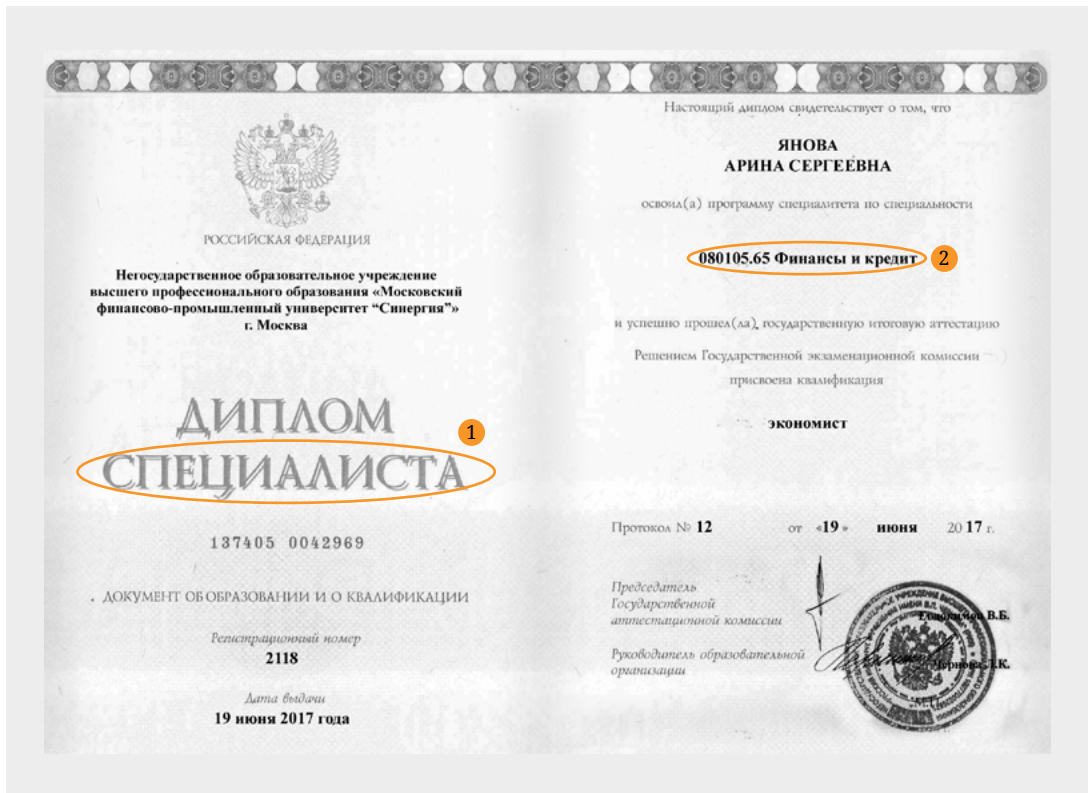 РОССИЙСКАЯ ФЕДЕРАЦИЯ
Негосударственное образовательное учреждение
высшего профессионального образования «Московский
финансово-промышленный университет “Синергия”»
г. Москва
ДИПЛОМ
1
СПЕЦИАЛИСТА
137405 0042969
ДОКУМЕНТ ОБ ОБРАЗОВАНИИ И О КВАЛИФИКАЦИИ
Регистрационный номер
2118
Дата выдачи
19 июня 2017 года
Настоящий диплом свидетельствует о том, что
ЯНОВА
АРИНА СЕРГЕЕВНА
освоил(а) программу специалитета по специальности
080105.65 Финансы и кредит 2
и успешно прошел(ла) государственную итоговую аттестацию
Решением Государственной экзаменационной комиссии
присвоена квалификация
экономист
Протокол № 12 от «19» июня 20 17 г.
Председатель
Государственной
аттестационной комиссии
В.Б.
Руководитель образовательной
организации
Л.К.